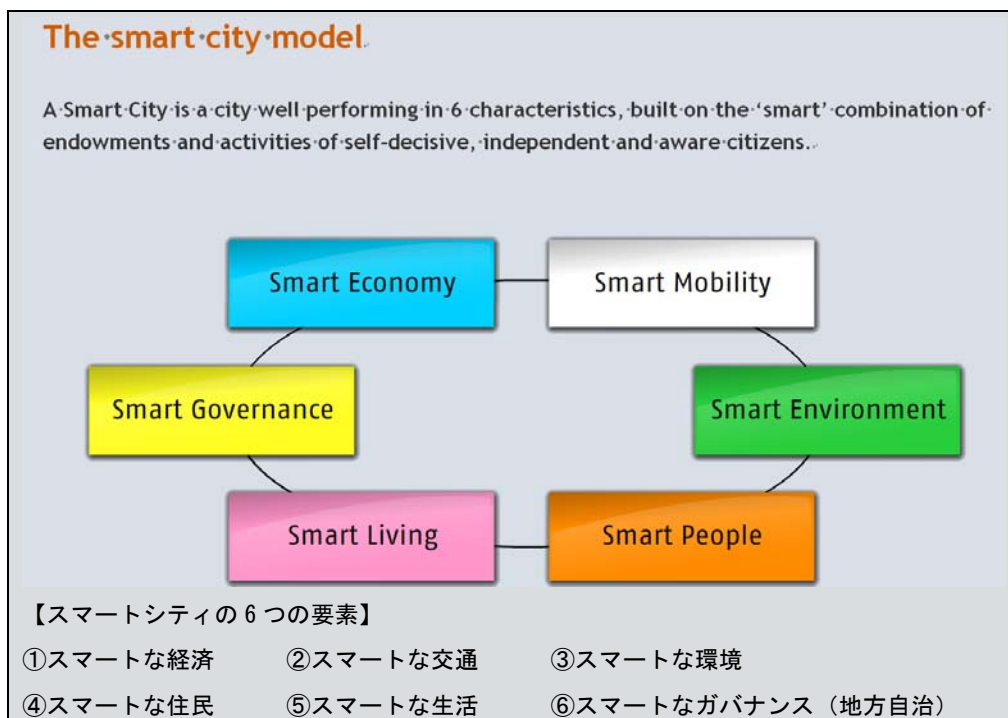 The smart city model
A Smart City is a city well performing in 6 characteristics, built on the ‘smart’ combination of
endowments and activities of self-decisive, independent and aware citizens.
Smart Economy Smart Mobility
Smart Governance Smart Environment
Smart Living Smart People
【スマートシティの6つの要素】
①スマートな経済 ②スマートな交通 ③スマートな環境
④スマートな住民 ⑤スマートな生活 ⑥スマートなガバナンス（地方自治）